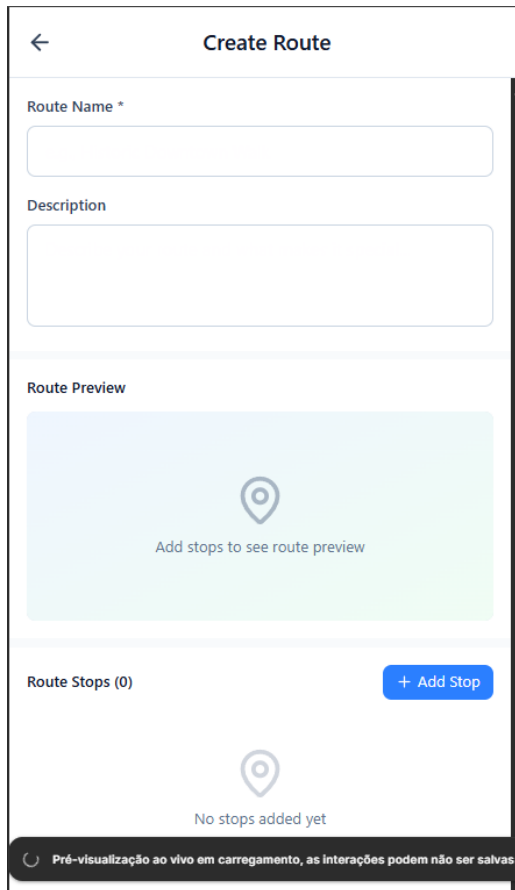 Create Route
Route Name *
Description
Route Preview
Add stops to see route preview
Route Stops (0)
+ Add Stop
No stops added yet
Pré-visualização ao vivo em carregamento, as interações podem não ser salvas